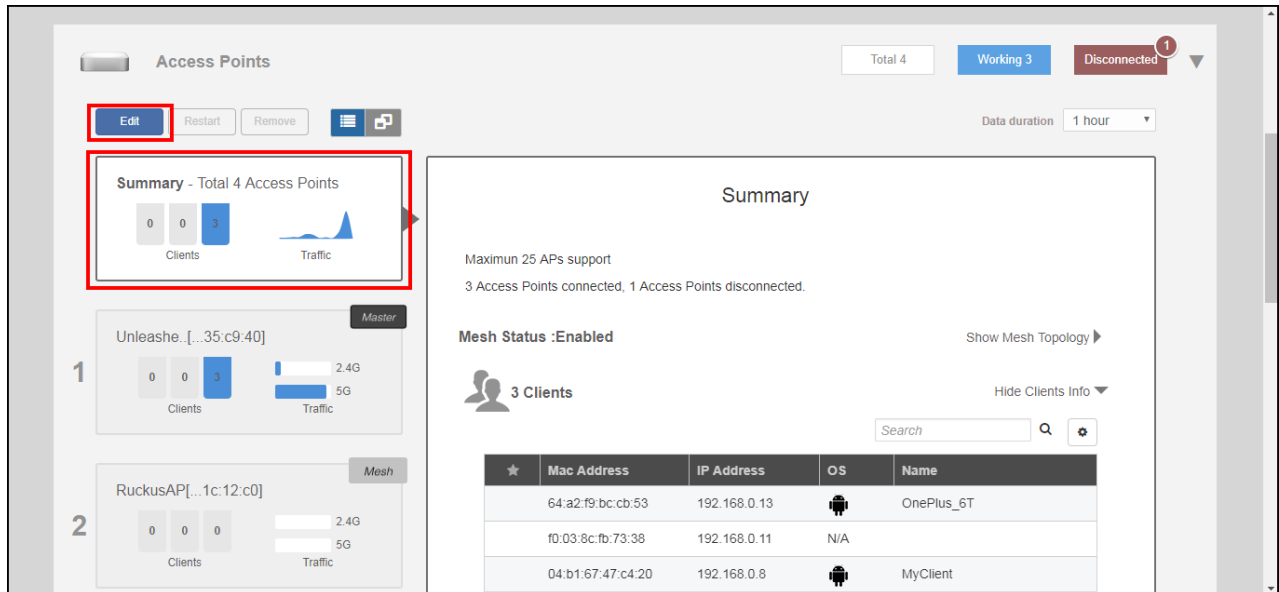 Access Points
Total 4
Working 3
Disconnected
1
Edit
Restart
Remove
Data duration
1 hour
Summary - Total 4 Access Points
0 0 3
Clients
Traffic
1
Master
Unleashe..[...35:c9:40]
0 0 3
2.4G
5G
Clients
Traffic
2
Mesh
RuckusAP[...1c:12:c0]
0 0 0
2.4G
5G
Clients
Traffic
Summary
Maximun 25 APs support
3 Access Points connected, 1 Access Points disconnected.
Mesh Status :Enabled
Show Mesh Topology
3 Clients
Hide Clients Info
Search
Mac Address IP Address OS Name
64:a2:f9:bc:cb:53 192.168.0.13 OnePlus_6T
f0:03:8c:fb:73:38 192.168.0.11 N/A
04:b1:67:47:c4:20 192.168.0.8 MyClient